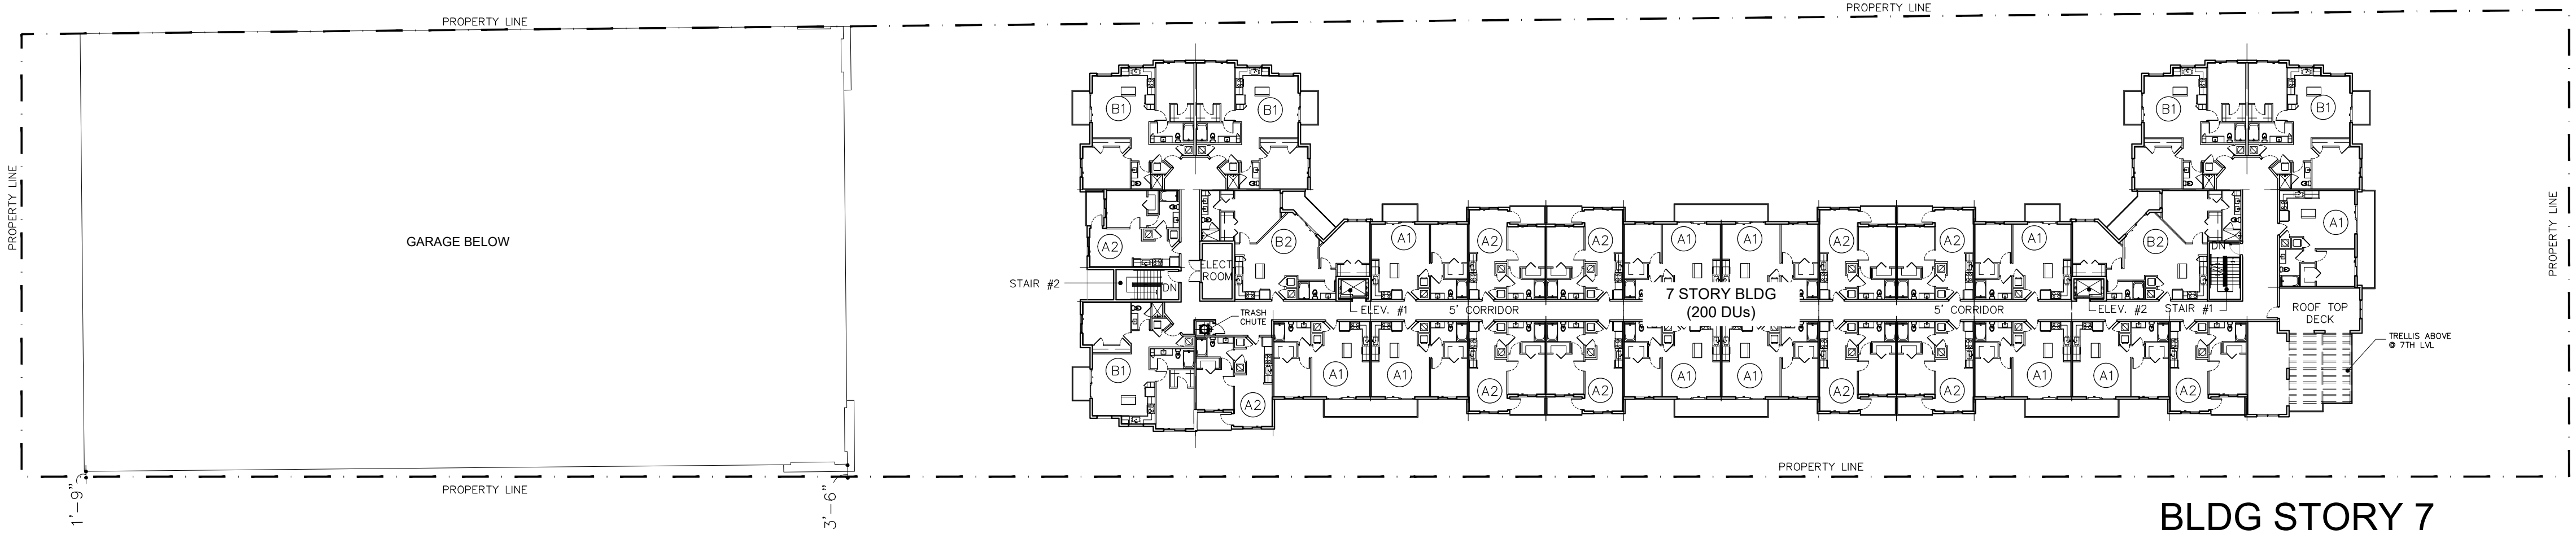 PROPERTY LINE
PROPERTY LINE
PROPERTY LINE
GARAGE BELOW
B1
B1
B1
B1
A2
B2
A1
A2
A2
A1
A1
A2
A2
A1
B2
A1
DN
ELECT.
ROOM
STAIR #2
DN
7 STORY BLDG
(200 DUs)
ELEV. #1
5' CORRIDOR
5' CORRIDOR
ELEV. #2
STAIR #1
ROOF TOP
DECK
TRASH
CHUTE
TRELLIS ABOVE
@ 7TH LVL
B1
A2
A1
A1
A2
A2
A1
A1
A2
A2
A1
A1
A2
PROPERTY LINE
PROPERTY LINE
PROPERTY LINE
1'-9"
3'-6"
BLDG STORY 7